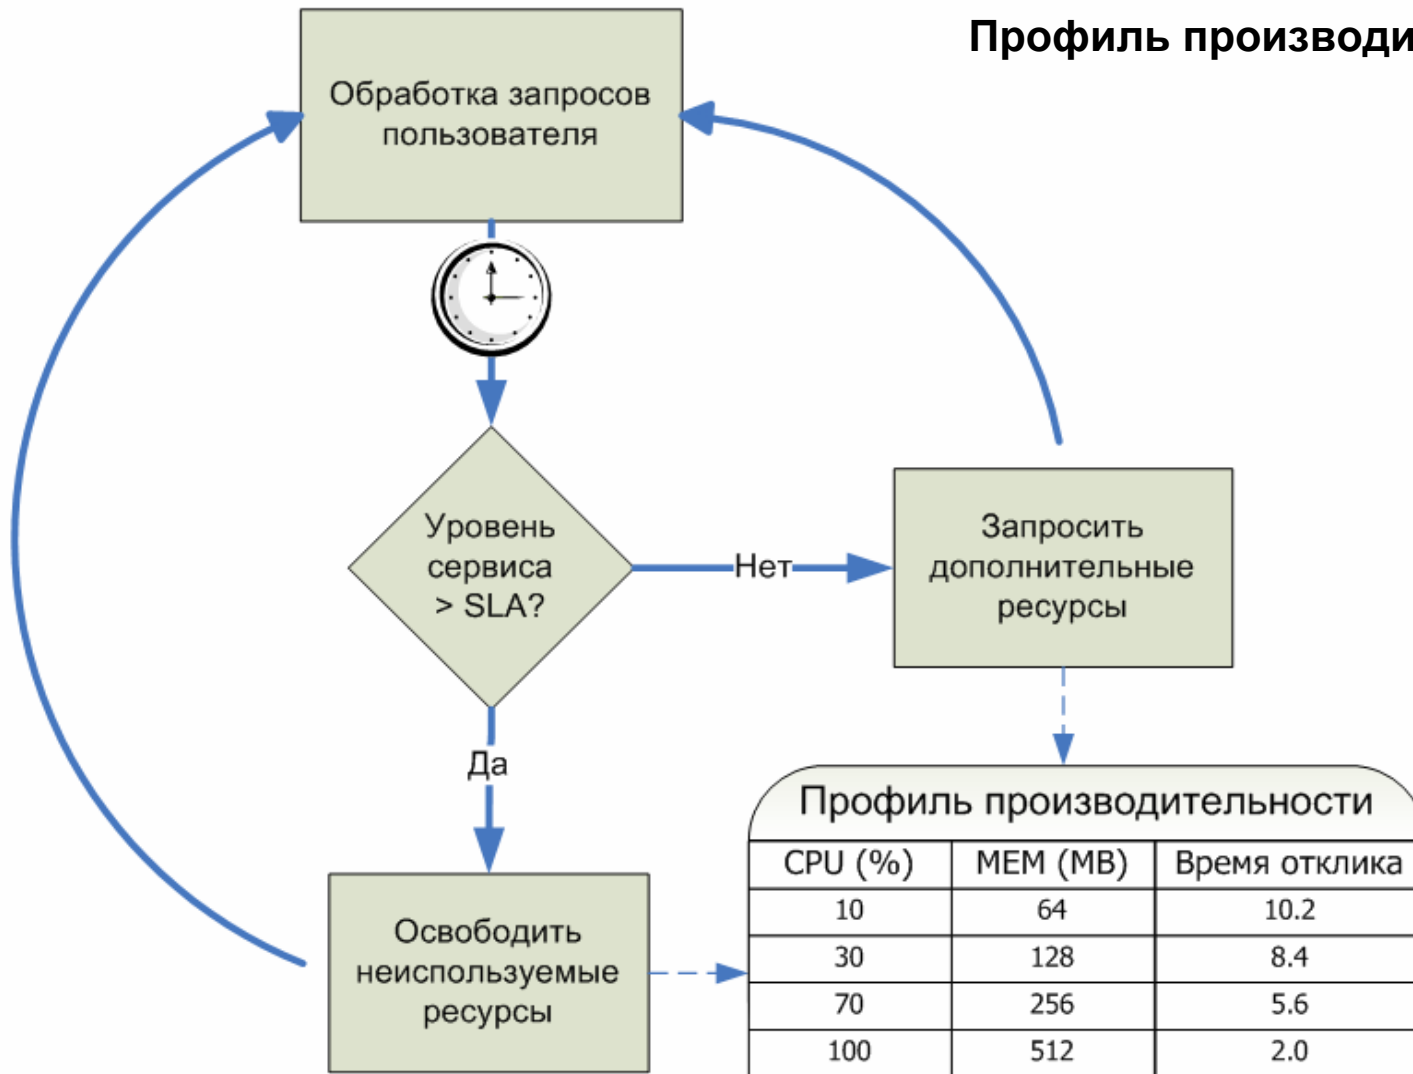 Профиль производи
Обработка запросов
пользователя
Уровень
сервиса
> SLA?
Нет
Запросить
дополнительные
ресурсы
Да
Освободить
неиспользуемые
ресурсы
Профиль производительности
CPU (%) MEM (MB) Время отклика
10 64 10.2
30 128 8.4
70 256 5.6
100 512 2.0